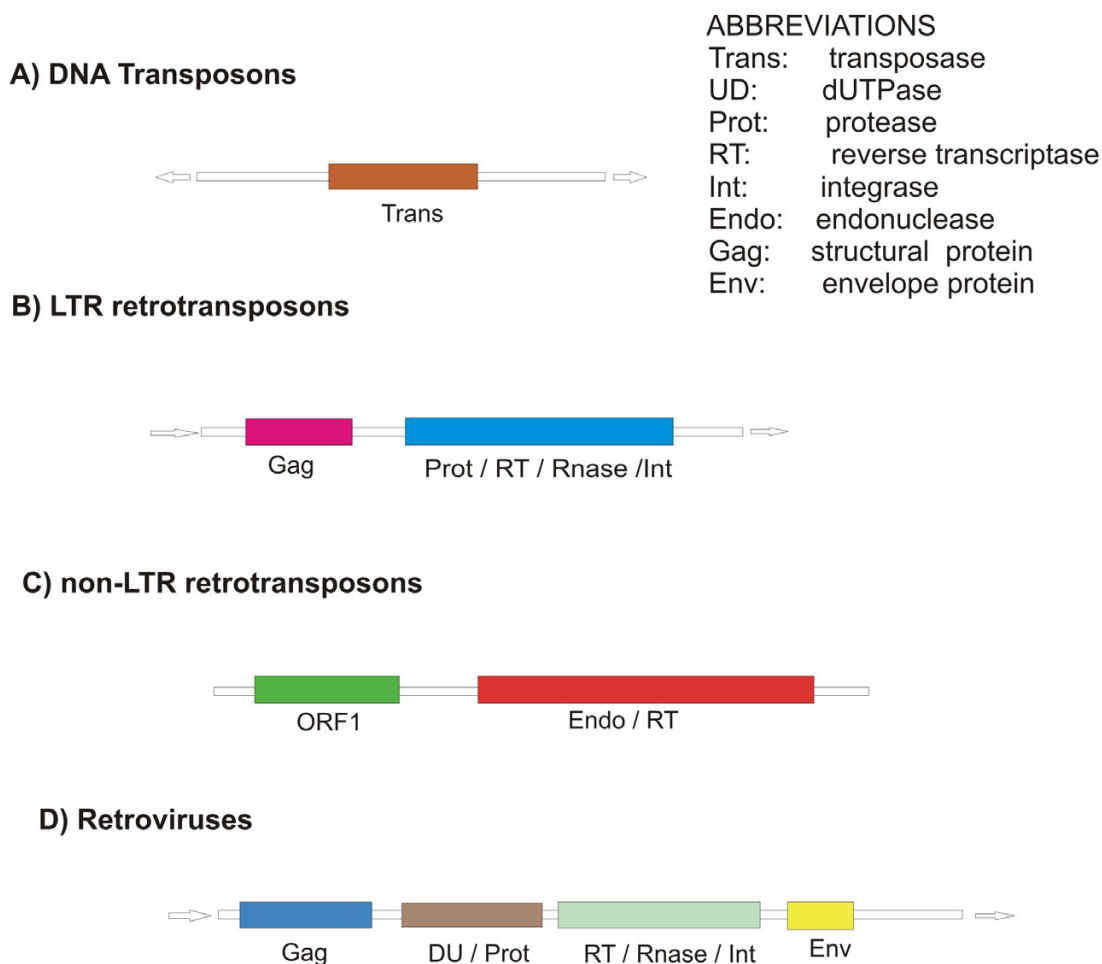 ABBREVIATIONS
Trans: transposase
UD: dUTPase
Prot: protease
RT: reverse transcriptase
Int: integrase
Endo: endonuclease
Gag: structural protein
Env: envelope protein
A) DNA Transposons
Trans
B) LTR retrotransposons
Gag
Prot / RT / Rnase /Int
C) non-LTR retrotransposons
ORF1
Endo / RT
D) Retroviruses
Gag
DU / Prot
RT / Rnase / Int
Env